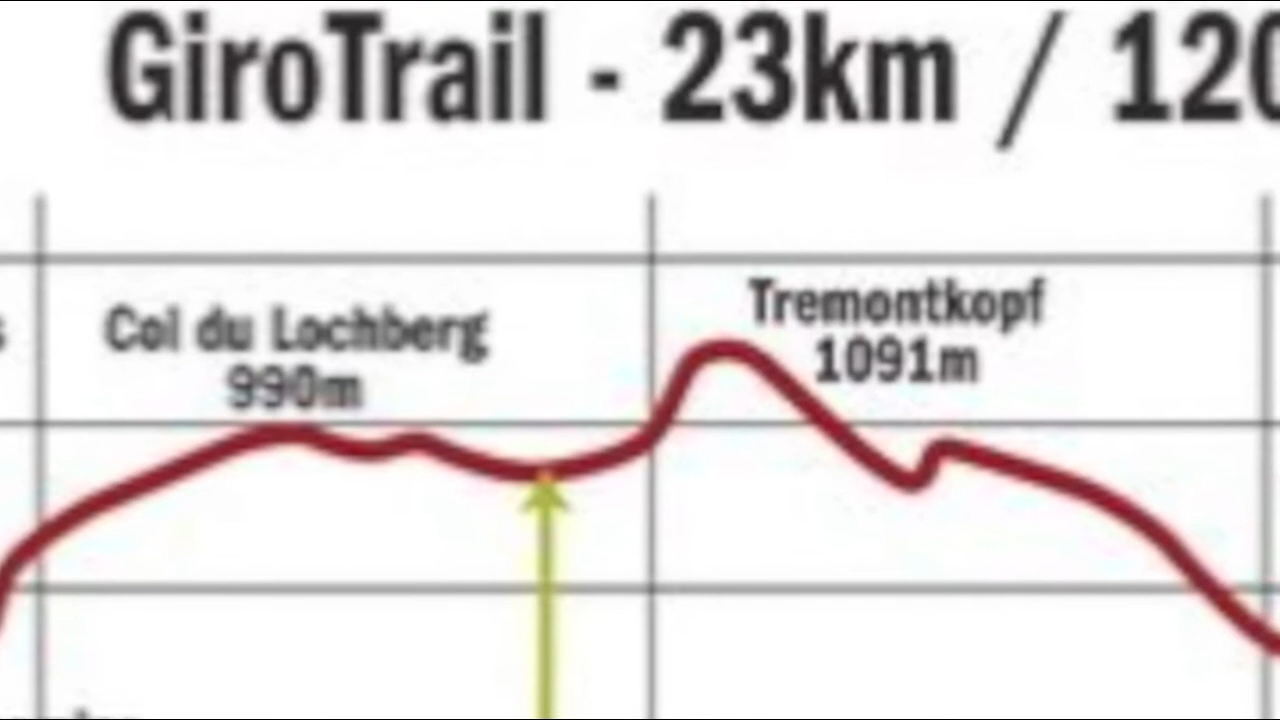 GiroTrail - 23km / 120
Col du Lochberg
990m
Tremontkopf
1091m